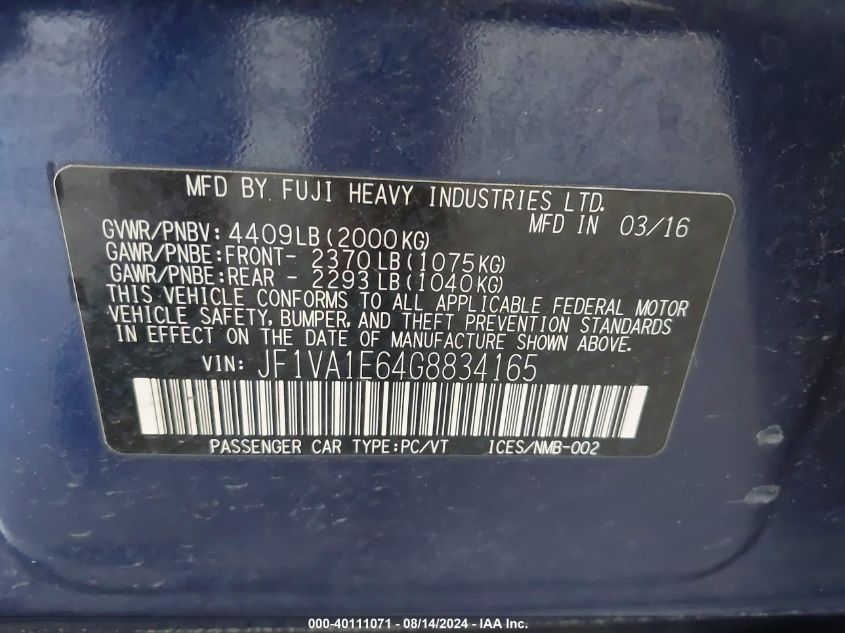 MFD BY FUJI HEAVY INDUSTRIES LTD.
MFD IN 03/16
GVWR/PNBV: 4409LB(2000KG)
GAWR/PNBE:FRONT- 2370LB(1075KG)
GAWR/PNBE:REAR - 2293LB(1040KG)
THIS VEHICLE CONFORMS TO ALL APPLICABLE FEDERAL MOTOR
VEHICLE SAFETY, BUMPER, AND THEFT PREVENTION STANDARDS
IN EFFECT ON THE DATE OF MANUFACTURE SHOWN ABOVE.
VIN: JF1VA1E64G8834165
PASSENGER CAR TYPE:PC/VT ICES/NMB-002
000-40111071 - 08/14/2024 - IAA Inc.